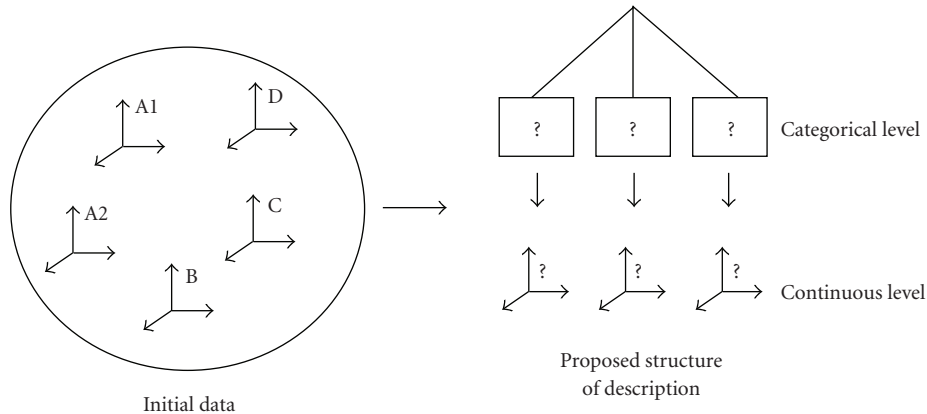 A1
D
A2
C
B
Initial data
? ? ?
Categorical level
? ? ?
Continuous level
Proposed structure
of description